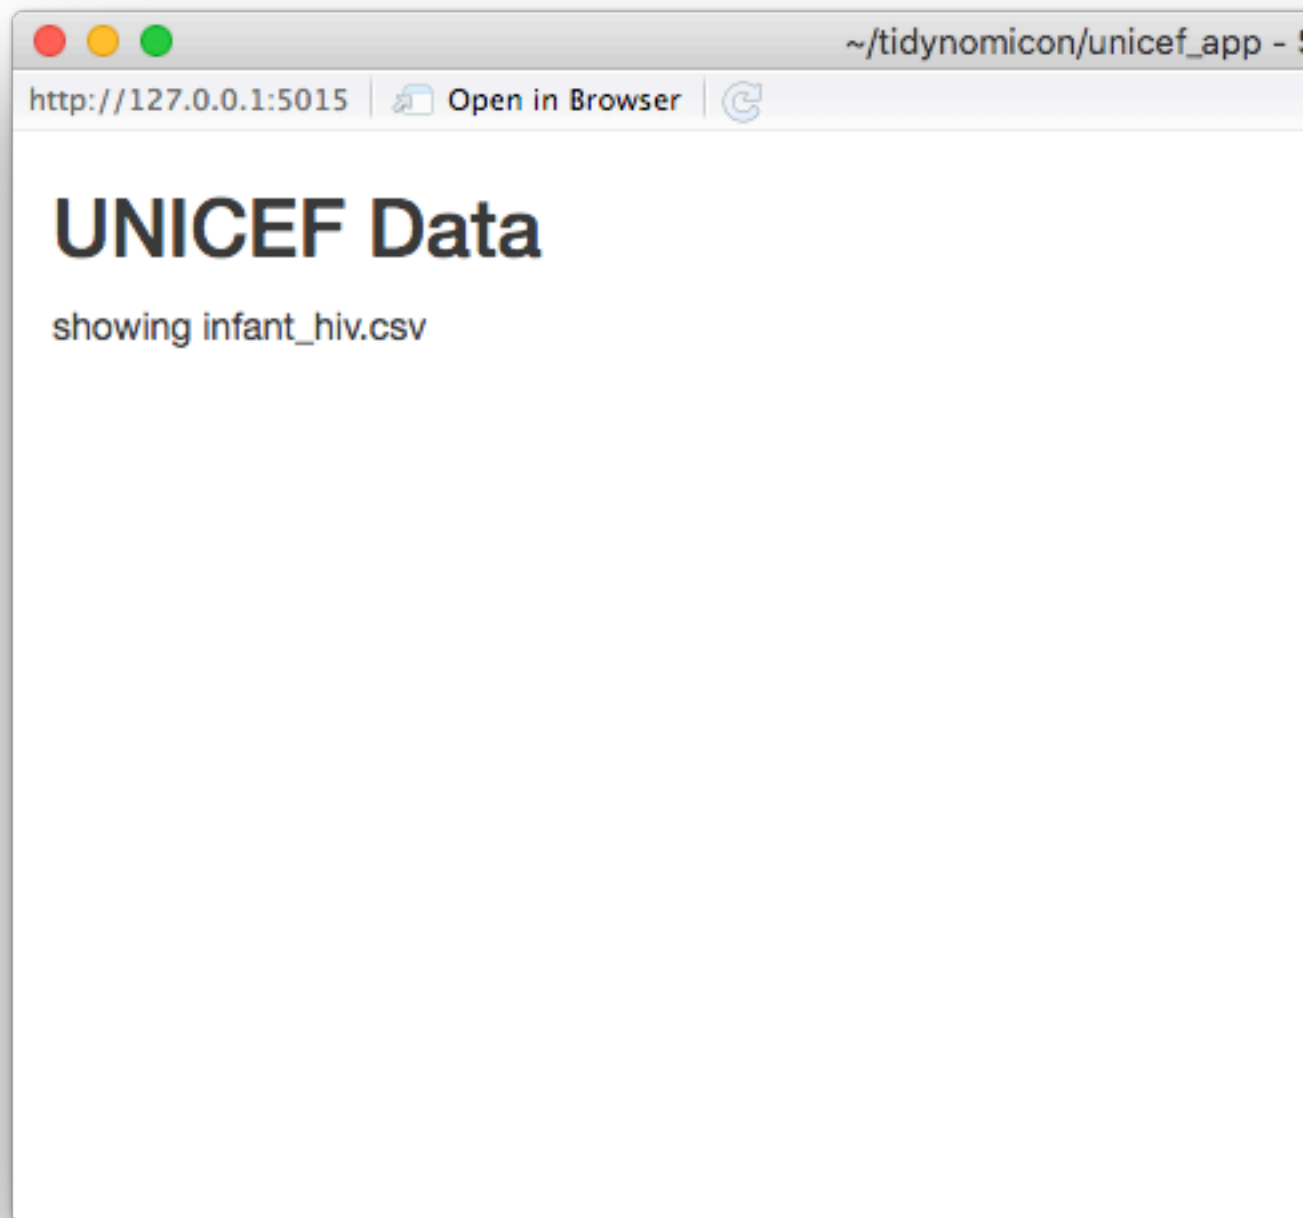 ~/tidynomicon/unicef_app -
http://127.0.0.1:5015 Open in Browser
UNICEF Data
showing infant_hiv.csv